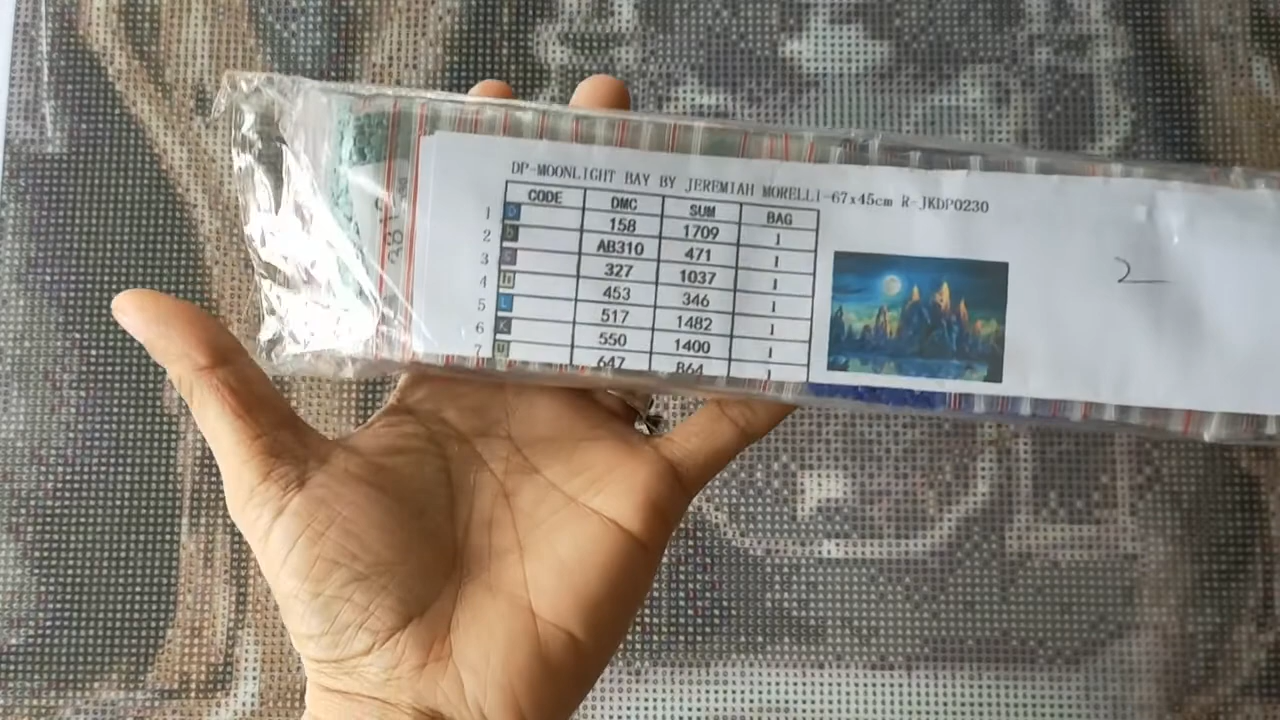 DP-MOONLIGHT BAY BY JEREMIAH MORELLI-67x45cm R-JKDP0230
CODE DMC SUM BAG
1 158 1709 1
2 AB310 471 1
3 327 1037 1
4 453 346 1
5 517 1482 1
6 550 1400 1
7 647 864 1
2